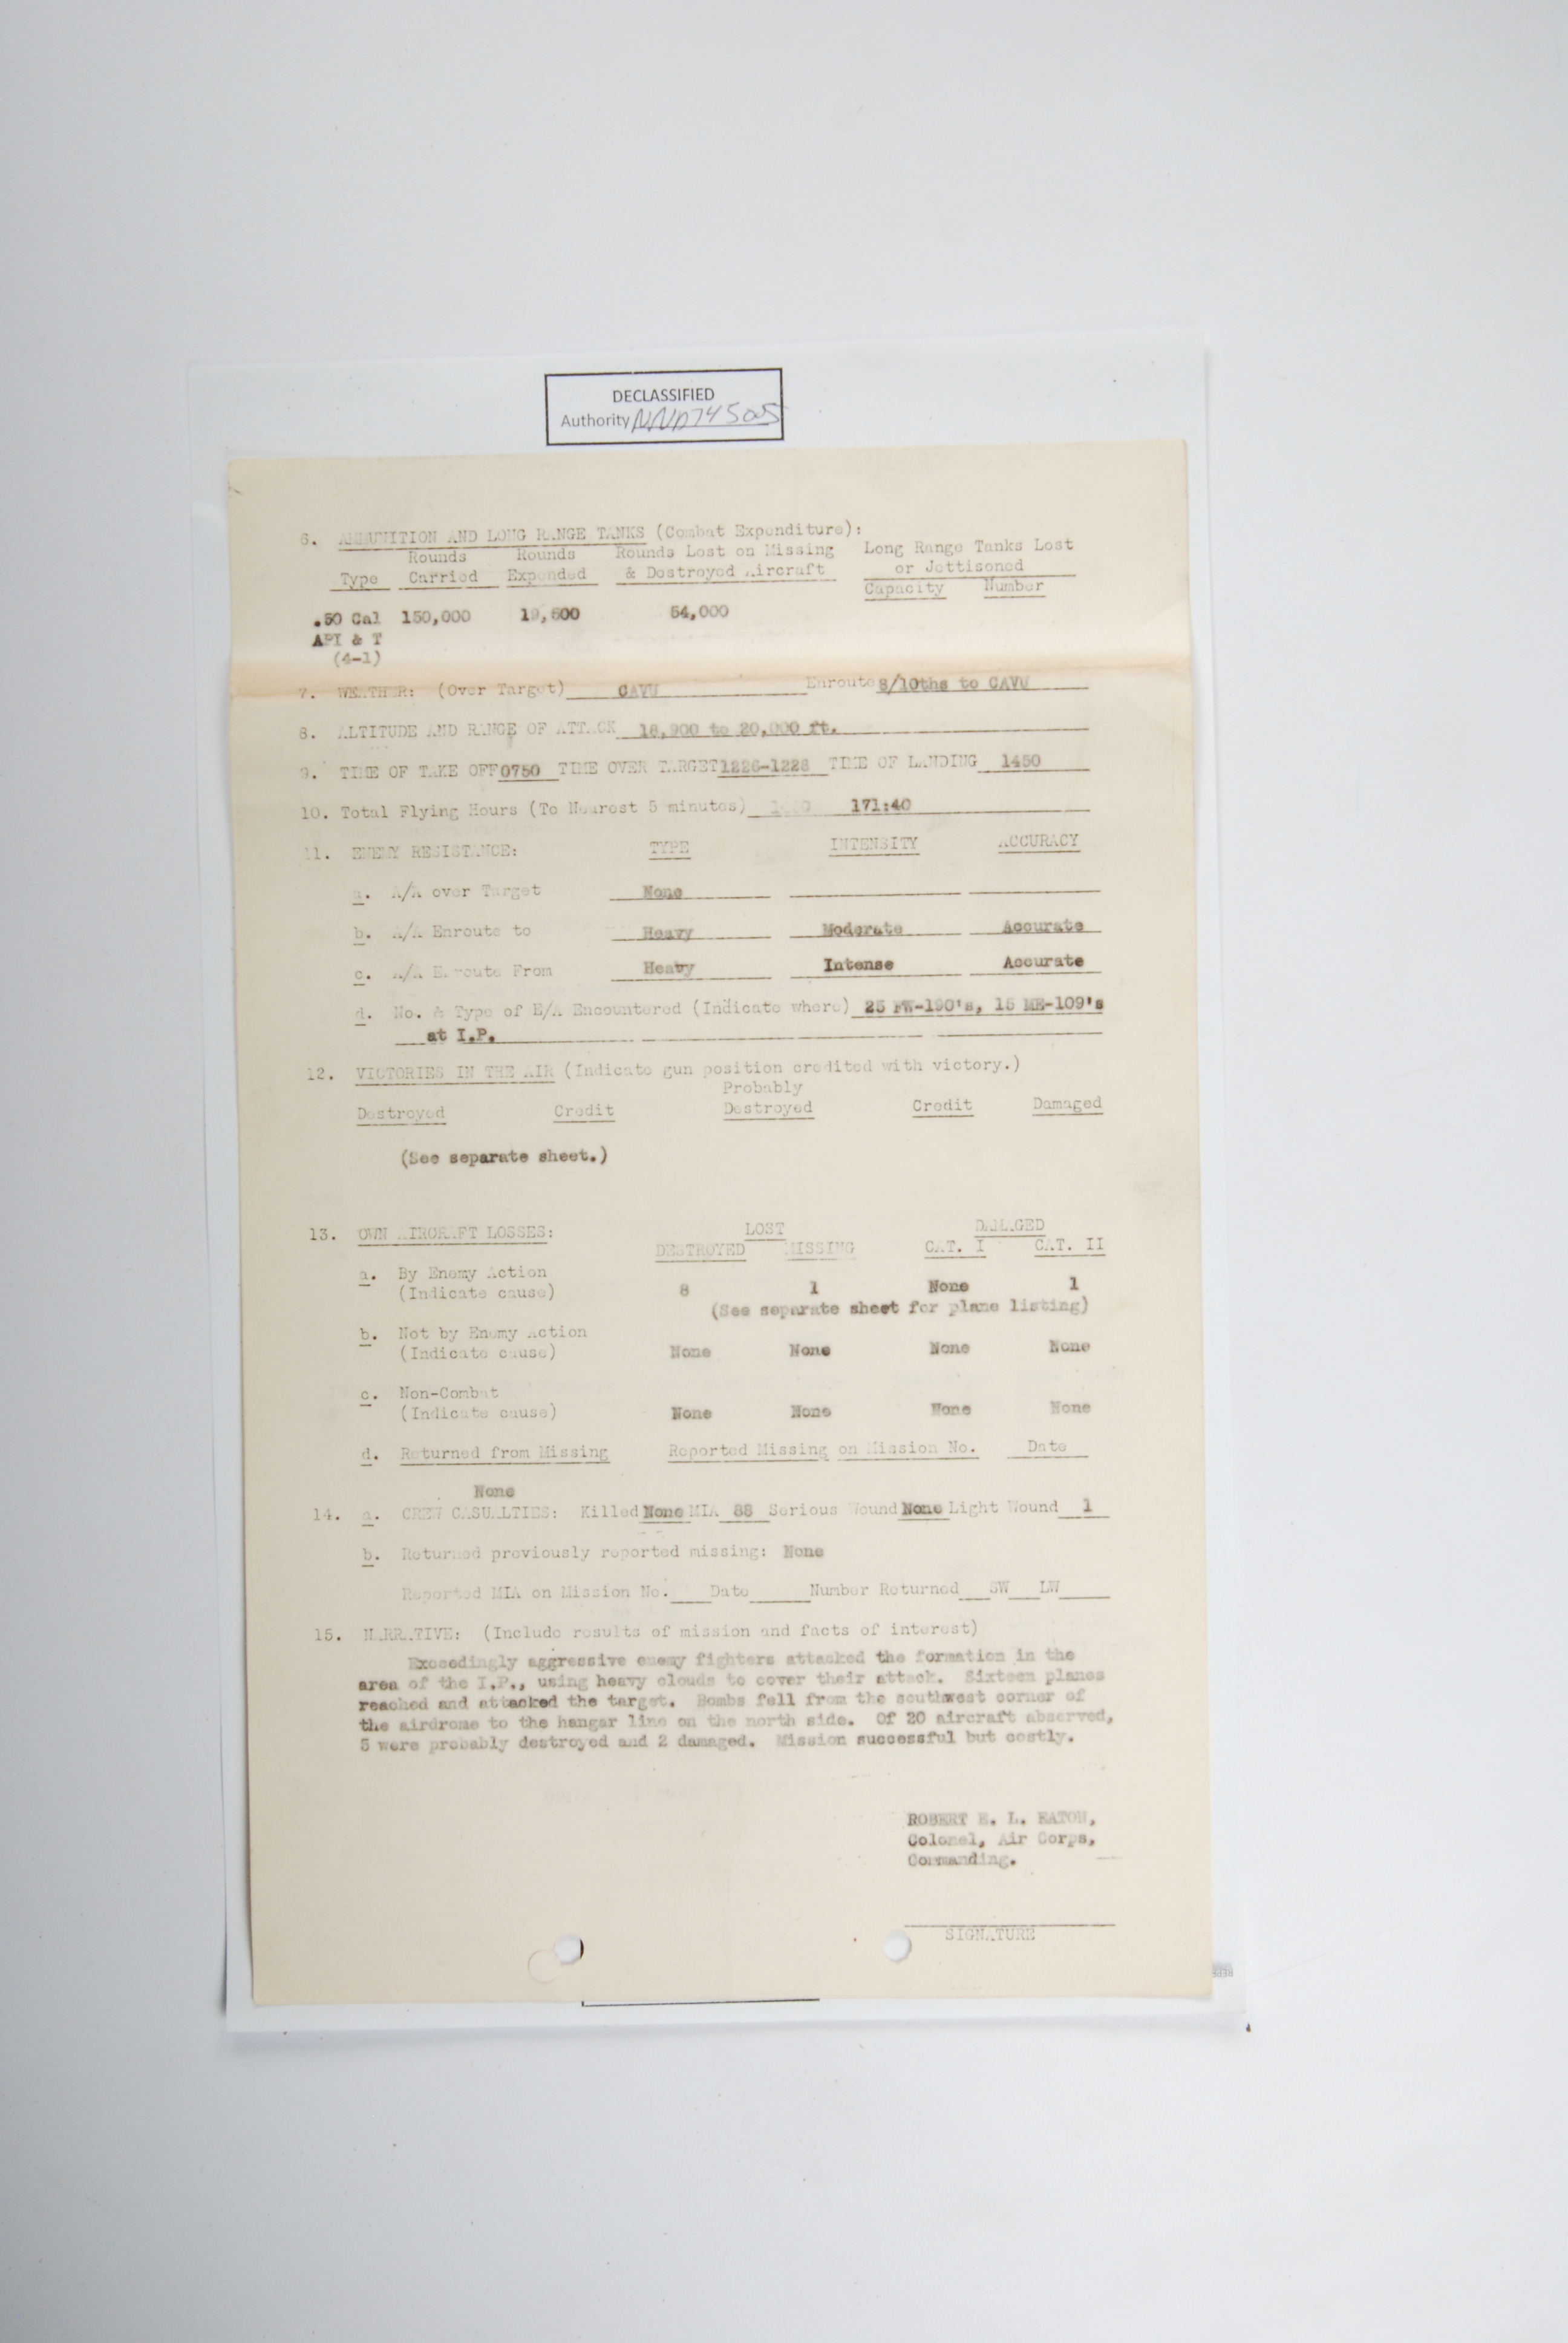 DECLASSIFIED
Authority NND745005
6. AMMUNITION AND LONG RANGE TANKS (Combat Expenditure):
Rounds Rounds Rounds Lost on Missing Long Range Tanks Lost
Type Carried Expended & Destroyed Aircraft or Jettisoned
Capacity Number
.50 Cal 150,000 19,500 54,000
API & T
(4-1)
7. WEATHER: (Over Target) CAVU Enroute 8/10ths to CAVU
8. ALTITUDE AND RANGE OF ATTACK 18,900 to 20,000 ft.
9. TIME OF TAKE OFF 0750 TIME OVER TARGET 1226-1228 TIME OF LANDING 1450
10. Total Flying Hours (To Nearest 5 minutes) 171:40
11. ENEMY RESISTANCE: TYPE INTENSITY ACCURACY
a. A/A over Target None
b. A/A Enroute to Heavy Moderate Accurate
c. A/A Enroute From Heavy Intense Accurate
d. No. & Type of E/A Encountered (Indicate where) 25 FW-190's, 15 ME-109's
at I.P.
12. VICTORIES IN THE AIR (Indicate gun position credited with victory.)
Probably
Destroyed Credit Destroyed Credit Damaged
(See separate sheet.)
13. OWN AIRCRAFT LOSSES: LOST DAMAGED
DESTROYED MISSING CAT. I CAT. II
a. By Enemy Action
(Indicate cause) 8 1 None 1
(See separate sheet for plane listing)
b. Not by Enemy Action
(Indicate cause) None None None None
c. Non-Combat
(Indicate cause) None None None None
d. Returned from Missing Reported Missing on Mission No. Date
None
14. a. CREW CASUALTIES: Killed None MIA 88 Serious Wound None Light Wound 1
b. Returned previously reported missing: None
Reported MIA on Mission No. Date Number Returned SW LW
15. NARRATIVE: (Include results of mission and facts of interest)
Exceedingly aggressive enemy fighters attacked the formation in the
area of the I.P., using heavy clouds to cover their attack. Sixteen planes
reached and attacked the target. Bombs fell from the southwest corner of
the airdrome to the hangar line on the north side. Of 20 aircraft observed,
5 were probably destroyed and 2 damaged. Mission successful but costly.
ROBERT E. L. EATON,
Colonel, Air Corps,
Commanding.
SIGNATURE